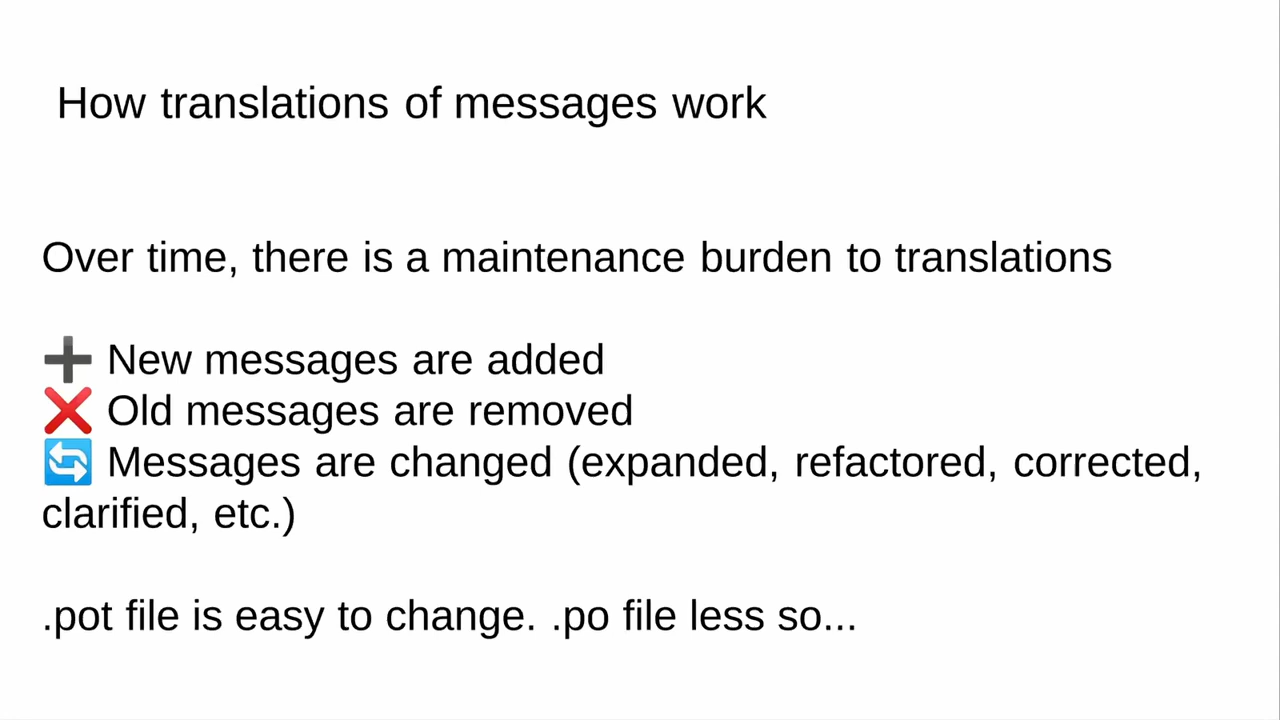 How translations of messages work
Over time, there is a maintenance burden to translations
➕ New messages are added
❌ Old messages are removed
🔄 Messages are changed (expanded, refactored, corrected,
clarified, etc.)
.pot file is easy to change. .po file less so...